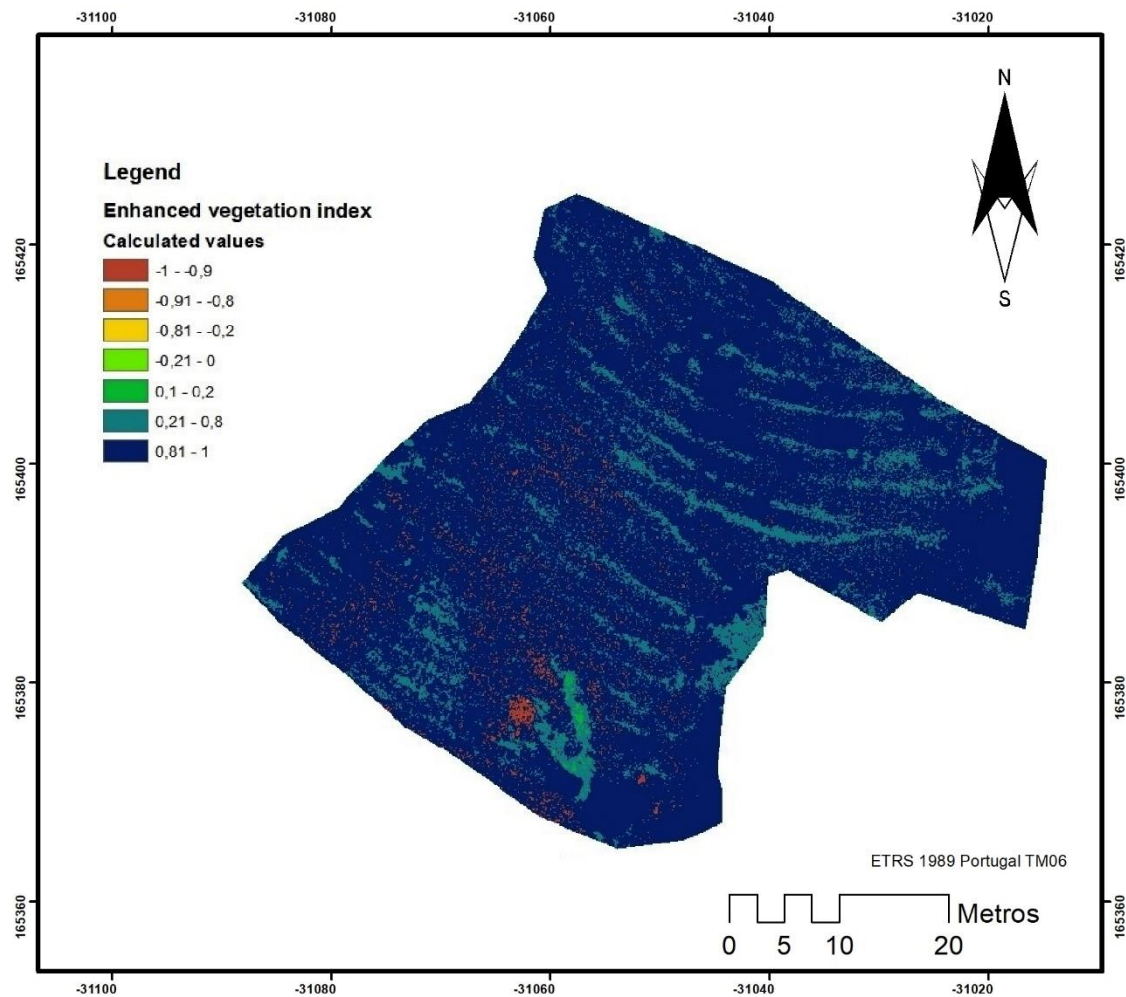 -31100 -31080 -31060 -31040 -31020
N
S
Legend
Enhanced vegetation index
Calculated values
-1 - -0,9
-0,91 - -0,8
-0,81 - -0,2
-0,21 - 0
0,1 - 0,2
0,21 - 0,8
0,81 - 1
165420 165420
165400 165400
165380 165380
165360 165360
ETRS 1989 Portugal TM06
Metros
0 5 10 20
-31100 -31080 -31060 -31040 -31020